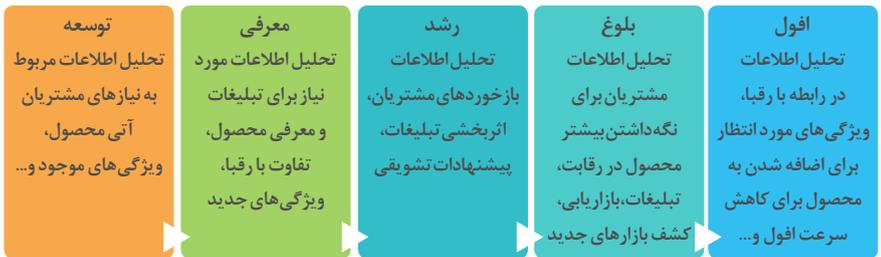 توسعه
تحلیل اطلاعات مربوط
به نیازهای مشتریان
آتی محصول،
ویژگی‌های موجود و...
معرفی
تحلیل اطلاعات مورد
نیاز برای تبلیغات
و معرفی محصول،
تفاوت با رقبا،
ویژگی‌های جدید
رشد
تحلیل اطلاعات
بازخوردهای مشتریان،
اثربخشی تبلیغات،
پیشنهادات تشویقی
بلوغ
تحلیل اطلاعات
مشتریان برای
نگه‌داشتن بیشتر
محصول در رقابت،
تبلیغات، بازاریابی،
کشف بازارهای جدید
افول
تحلیل اطلاعات
در رابطه با رقبا،
ویژگی‌های مورد انتظار
برای اضافه شدن به
محصول برای کاهش
سرعت افول و...